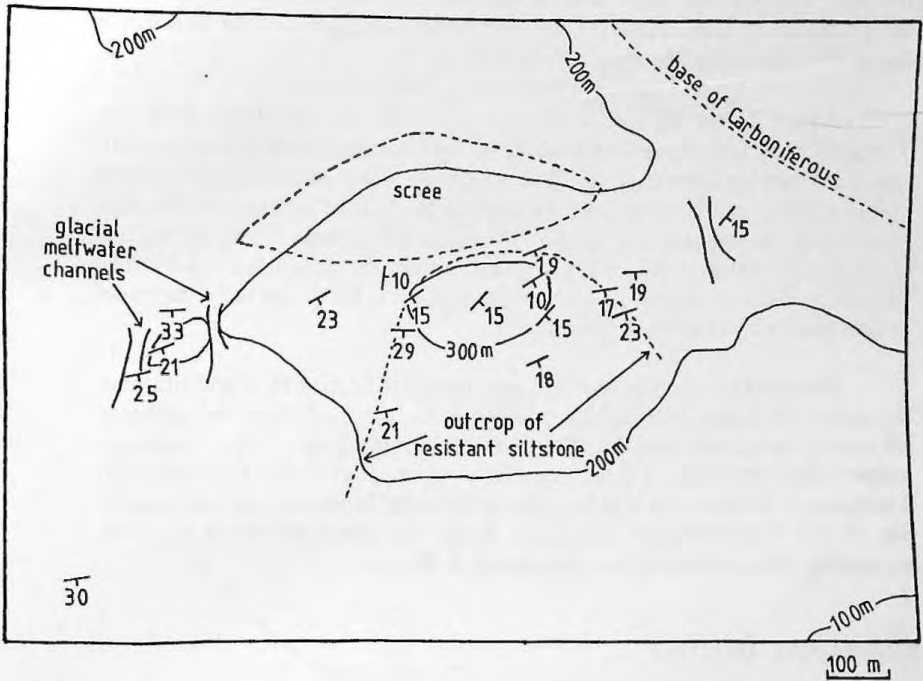 200m
200m
base of Carboniferous
scree
glacial
meltwater
channels
15
10
19
19
23
15
15
10
15
17
23
33
21
25
29
300m
18
21
outcrop of
resistant siltstone
200m
30
100m
100 m